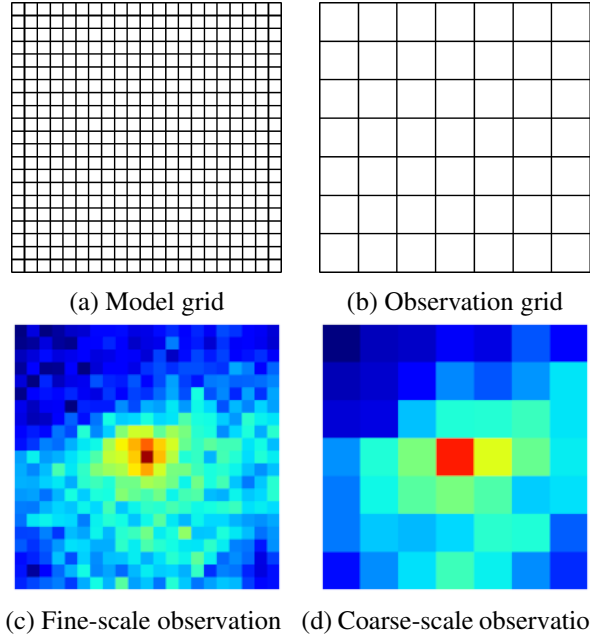 (a) Model grid
(b) Observation grid
(c) Fine-scale observation
(d) Coarse-scale observatio